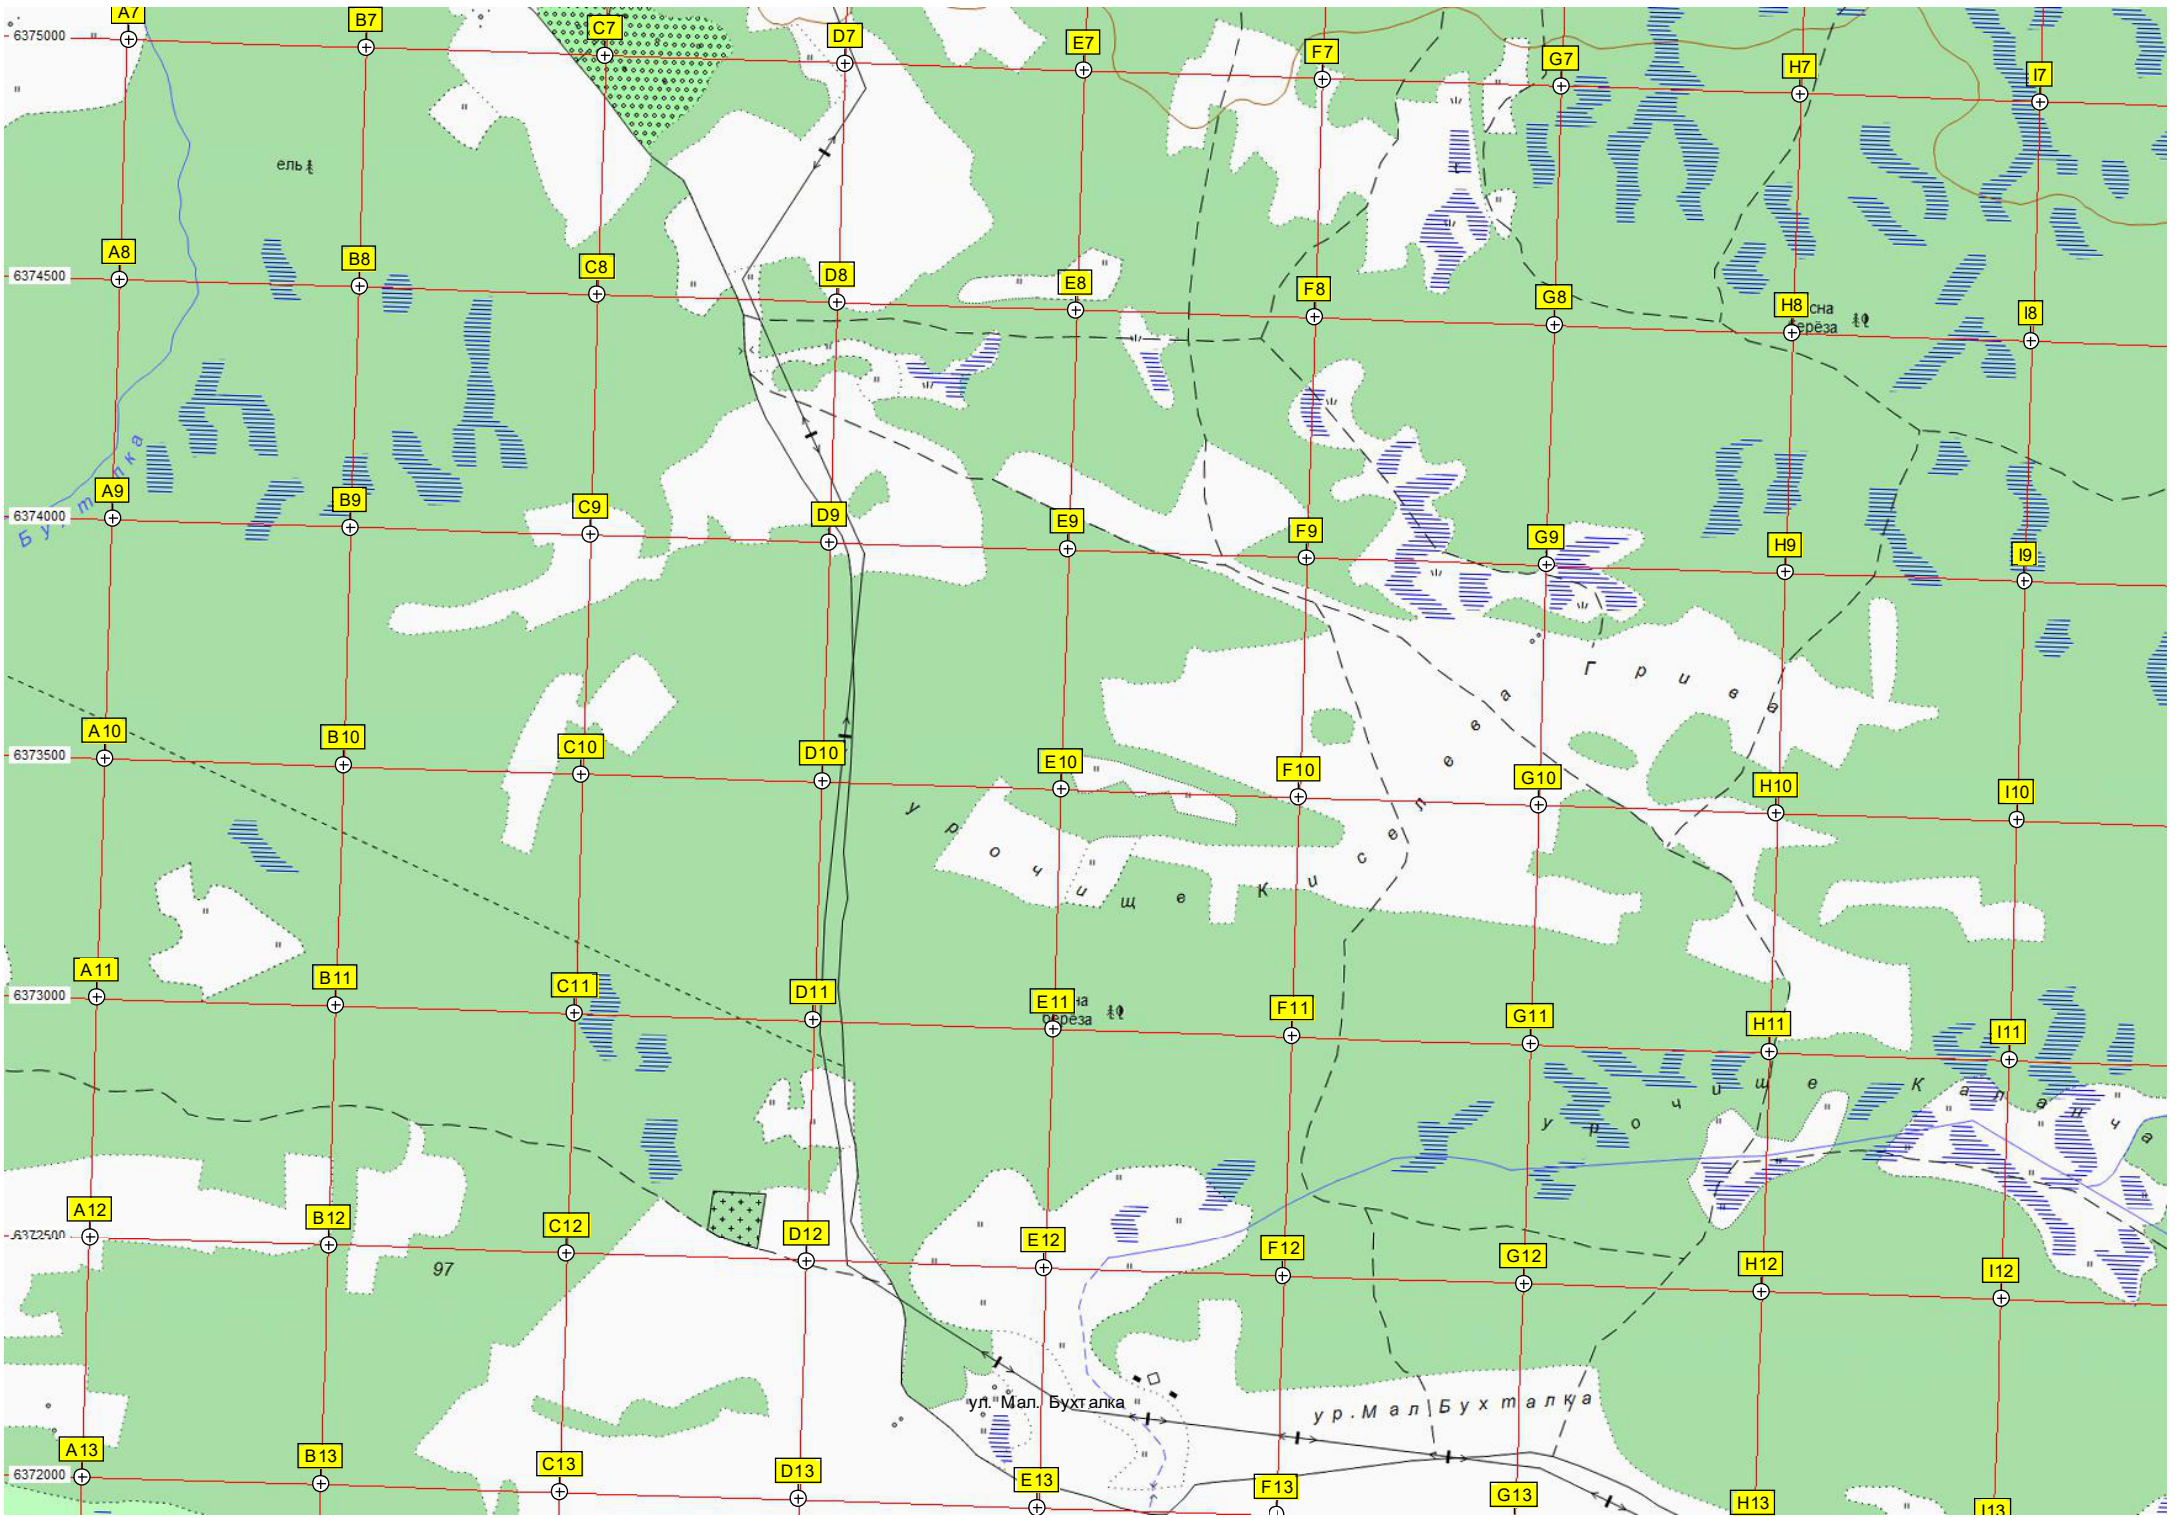 A7 B7 C7 D7 E7 F7 G7 H7 I7
6375000
ель
A8 B8 C8 D8 E8 F8 G8 H8 I8
6374500
Бухталка
A9 B9 C9 D9 E9 F9 G9 H9 I9
6374000
A10 B10 C10 D10 E10 F10 G10 H10 I10
6373500
урочище Киселева Грива
A11 B11 C11 D11 E11 F11 G11 H11 I11
6373000
берёза
урочище Каланча
A12 B12 C12 D12 E12 F12 G12 H12 I12
6372500
97
ул. Мал. Бухталка
ур. Мал Бухталка
A13 B13 C13 D13 E13 F13 G13 H13 I13
6372000